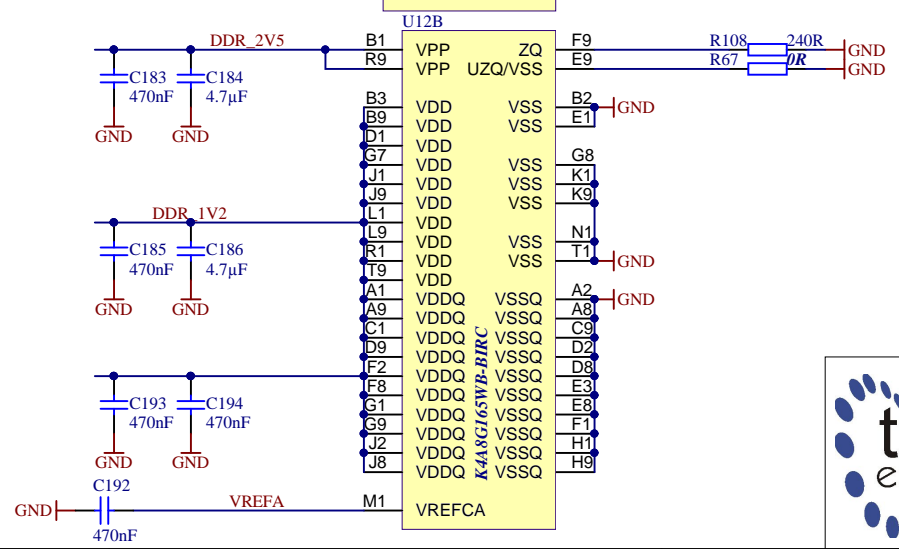 U12B
DDR_2V5 B1 VPP ZQ F9 R108 240R GND
R9 VPP UZQ/VSS E9 R67 0R GND
C183 C184
470nF 4.7µF
GND GND
B3 VDD VSS B2 GND
B9 VDD VSS E1
D1 VDD
G7 VDD VSS G8
J1 VDD VSS K1
J9 VDD VSS K9
DDR_1V2 L1 VDD
L9 VDD VSS N1
R1 VDD VSS T1 GND
T9 VDD
C185 C186
470nF 4.7µF
GND GND
A1 VDDQ VSSQ A2 GND
A9 VDDQ VSSQ A8
C1 VDDQ VSSQ C9
D9 VDDQ VSSQ D2
F2 VDDQ VSSQ D8
F8 VDDQ VSSQ E3
G1 VDDQ VSSQ E8
G9 VDDQ VSSQ F1
J2 VDDQ VSSQ H1
J8 VDDQ VSSQ H9
K4A8G165WB-BIRC
C193 C194
470nF 470nF
GND GND
C192
GND VREFA M1 VREFCA
470nF
t
e